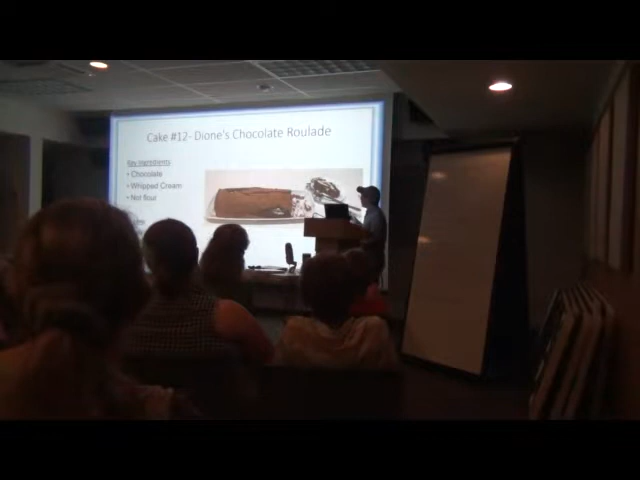 Cake #12- Dione's Chocolate Roulade
Key Ingredients
• Chocolate
• Whipped Cream
• Not flour